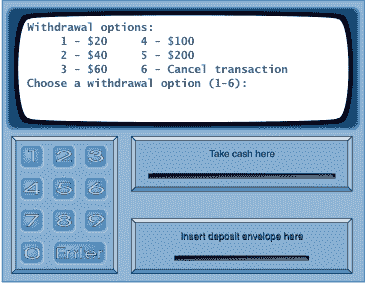 Withdrawal options:
1 - $20 4 - $100
2 - $40 5 - $200
3 - $60 6 - Cancel transaction
Choose a withdrawal option (1-6):
1 2 3
Take cash here
4 5 6
7 8 9
Insert deposit envelope here
0 Enter